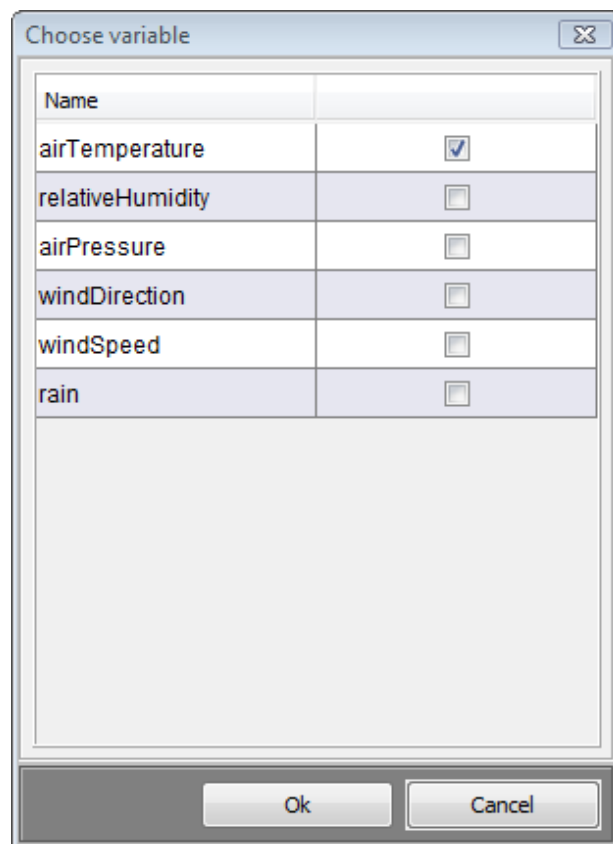 Choose variable
Name
airTemperature
relativeHumidity
airPressure
windDirection
windSpeed
rain
Ok Cancel